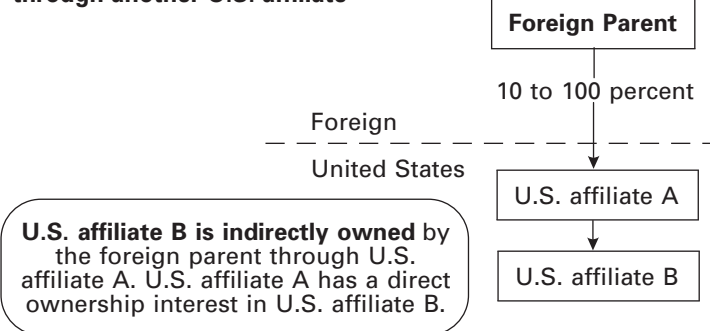 through another U.S. affiliate
Foreign Parent
10 to 100 percent
Foreign
United States
U.S. affiliate A
U.S. affiliate B is indirectly owned by
the foreign parent through U.S.
affiliate A. U.S. affiliate A has a direct
ownership interest in U.S. affiliate B.
U.S. affiliate B